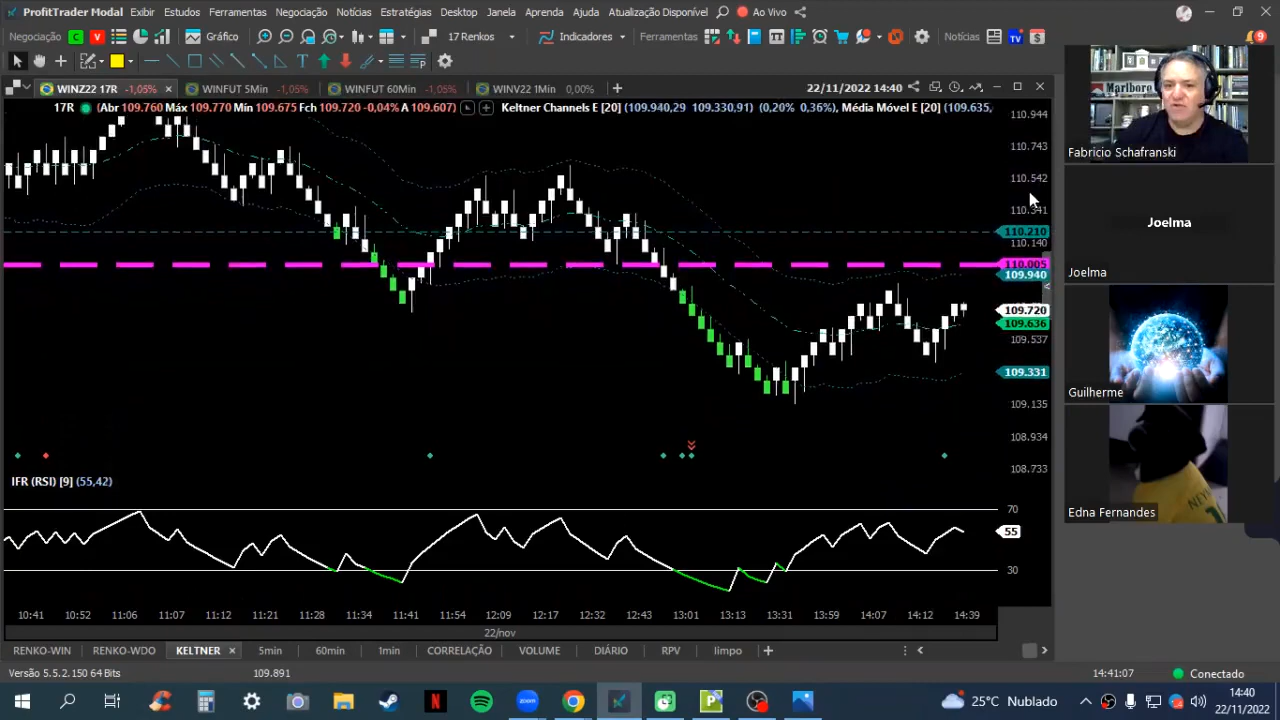 ProfitTrader Modal Exibir Estudos Ferramentas Negociação Notícias Estratégias Desktop Janela Aprenda Ajuda Atualização Disponível Ao Vivo
Negociação C V Gráfico 17 Renkos Indicadores Ferramentas Notícias TV $ 9
WINZ22 17R -1,05% × WINFUT 5Min -1,05% WINFUT 60Min -1,05% WINV22 1Min 0,00% + 22/11/2022 14:40
17R (Abr 109.760 Máx 109.770 Mín 109.675 Fch 109.720 -0,04% A 109.607) Keltner Channels E [20] (109.940,29 109.330,91) (0,20% 0,36%), Média Móvel E [20] (109.635,
110.944
110.743
110.542
110.341
110.210
110.140
110.005
109.940
109.720
109.636
109.537
109.331
109.135
108.934
108.733
IFR (RSI) [9] (55,42)
70
55
30
10:41 10:52 11:06 11:07 11:12 11:21 11:28 11:41 11:54 12:09 12:17 12:32 12:43 13:01 13:13 13:31 13:59 14:07 14:12 14:39
22/nov
RENKO-WIN RENKO-WDO KELTNER × 5min 60min 1min CORRELAÇÃO VOLUME DIÁRIO RPV limpo +
Versão 5.5.2.150 64 Bits 109.891 14:41:07 Conectado
Marlboro
Fabricio Schafranski
Joelma
Joelma
Guilherme
Edna Fernandes
zoom
25°C Nublado
14:40
22/11/2022